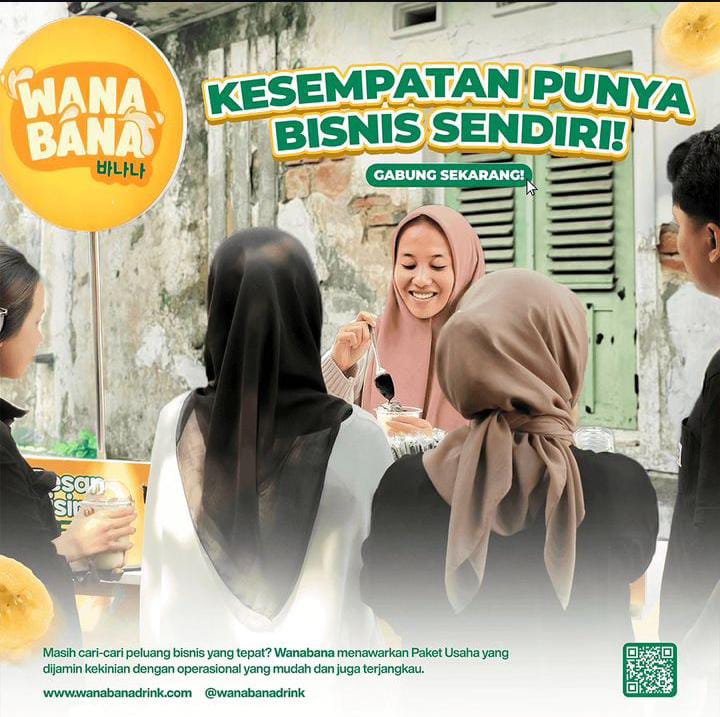 WANA
BANA
바나나
KESEMPATAN PUNYA
BISNIS SENDIRI!
GABUNG SEKARANG!
Masih cari-cari peluang bisnis yang tepat? Wanabana menawarkan Paket Usaha yang
dijamin kekinian dengan operasional yang mudah dan juga terjangkau.
www.wanabanadrink.com @wanabanadrink